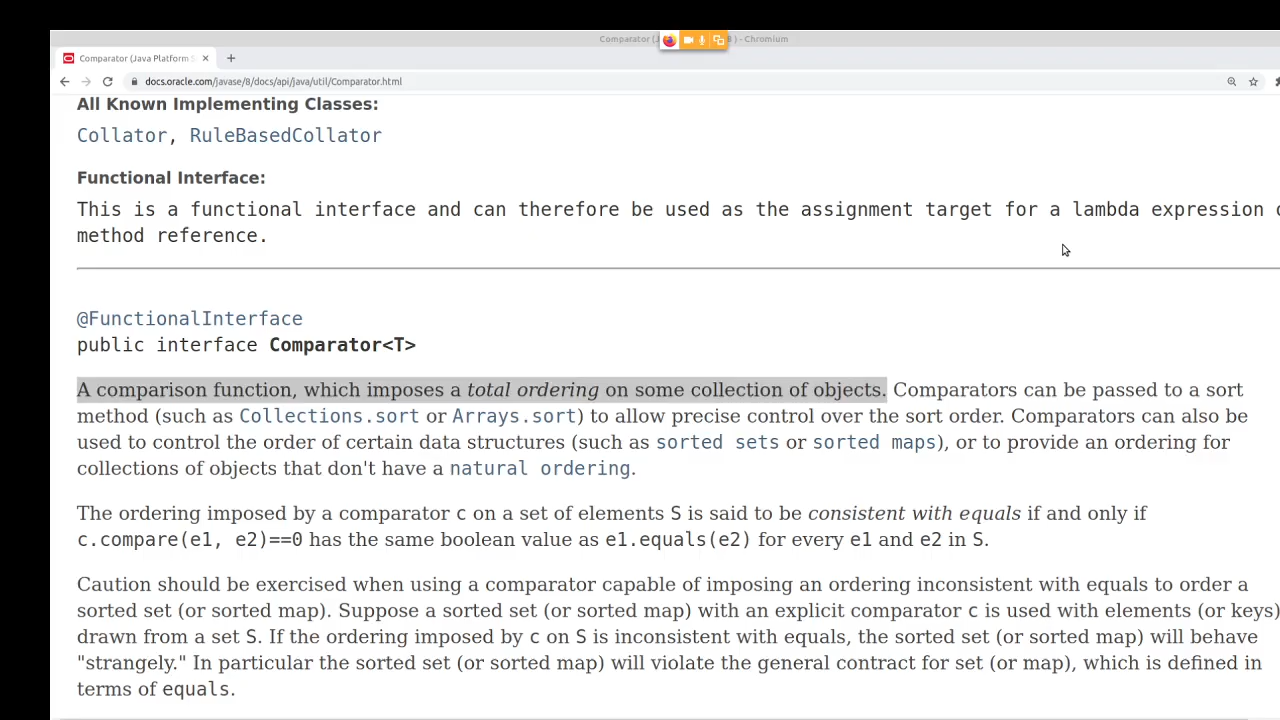 Comparator (J B ) - Chromium
Comparator (Java Platform S
docs.oracle.com/javase/8/docs/api/java/util/Comparator.html
All Known Implementing Classes:
Collator, RuleBasedCollator
Functional Interface:
This is a functional interface and can therefore be used as the assignment target for a lambda expression
method reference.
@FunctionalInterface
public interface Comparator<T>
A comparison function, which imposes a total ordering on some collection of objects. Comparators can be passed to a sort
method (such as Collections.sort or Arrays.sort) to allow precise control over the sort order. Comparators can also be
used to control the order of certain data structures (such as sorted sets or sorted maps), or to provide an ordering for
collections of objects that don't have a natural ordering.
The ordering imposed by a comparator c on a set of elements S is said to be consistent with equals if and only if
c.compare(e1, e2)==0 has the same boolean value as e1.equals(e2) for every e1 and e2 in S.
Caution should be exercised when using a comparator capable of imposing an ordering inconsistent with equals to order a
sorted set (or sorted map). Suppose a sorted set (or sorted map) with an explicit comparator c is used with elements (or keys)
drawn from a set S. If the ordering imposed by c on S is inconsistent with equals, the sorted set (or sorted map) will behave
"strangely." In particular the sorted set (or sorted map) will violate the general contract for set (or map), which is defined in
terms of equals.